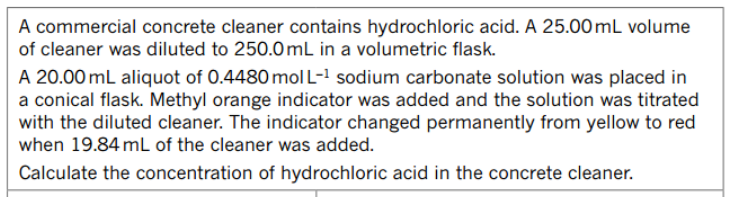 A commercial concrete cleaner contains hydrochloric acid. A 25.00 mL volume
of cleaner was diluted to 250.0 mL in a volumetric flask.
A 20.00 mL aliquot of 0.4480 mol L⁻¹ sodium carbonate solution was placed in
a conical flask. Methyl orange indicator was added and the solution was titrated
with the diluted cleaner. The indicator changed permanently from yellow to red
when 19.84 mL of the cleaner was added.
Calculate the concentration of hydrochloric acid in the concrete cleaner.